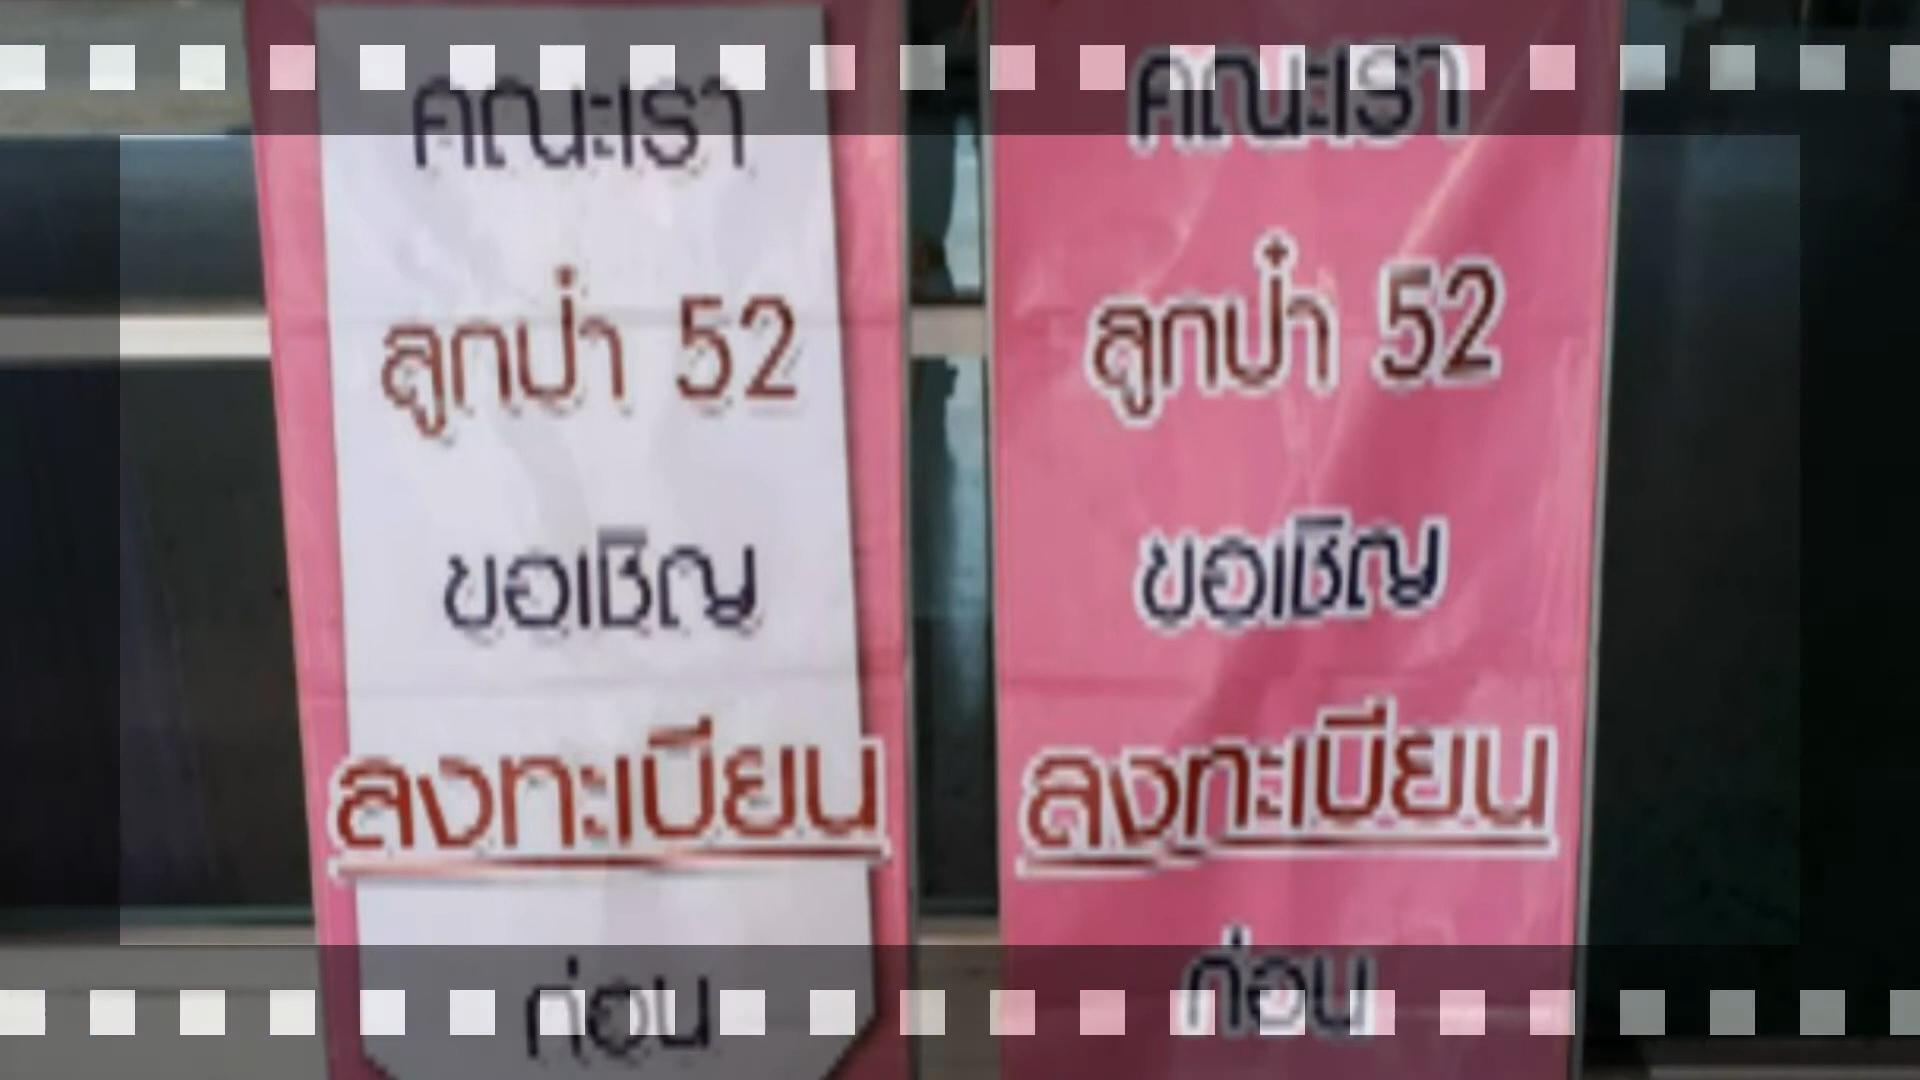 คณะเรา
ลูกป๋า 52
ขอเชิญ
ลงทะเบียน
ก่อน
คณะเรา
ลูกป๋า 52
ขอเชิญ
ลงทะเบียน
ก่อน